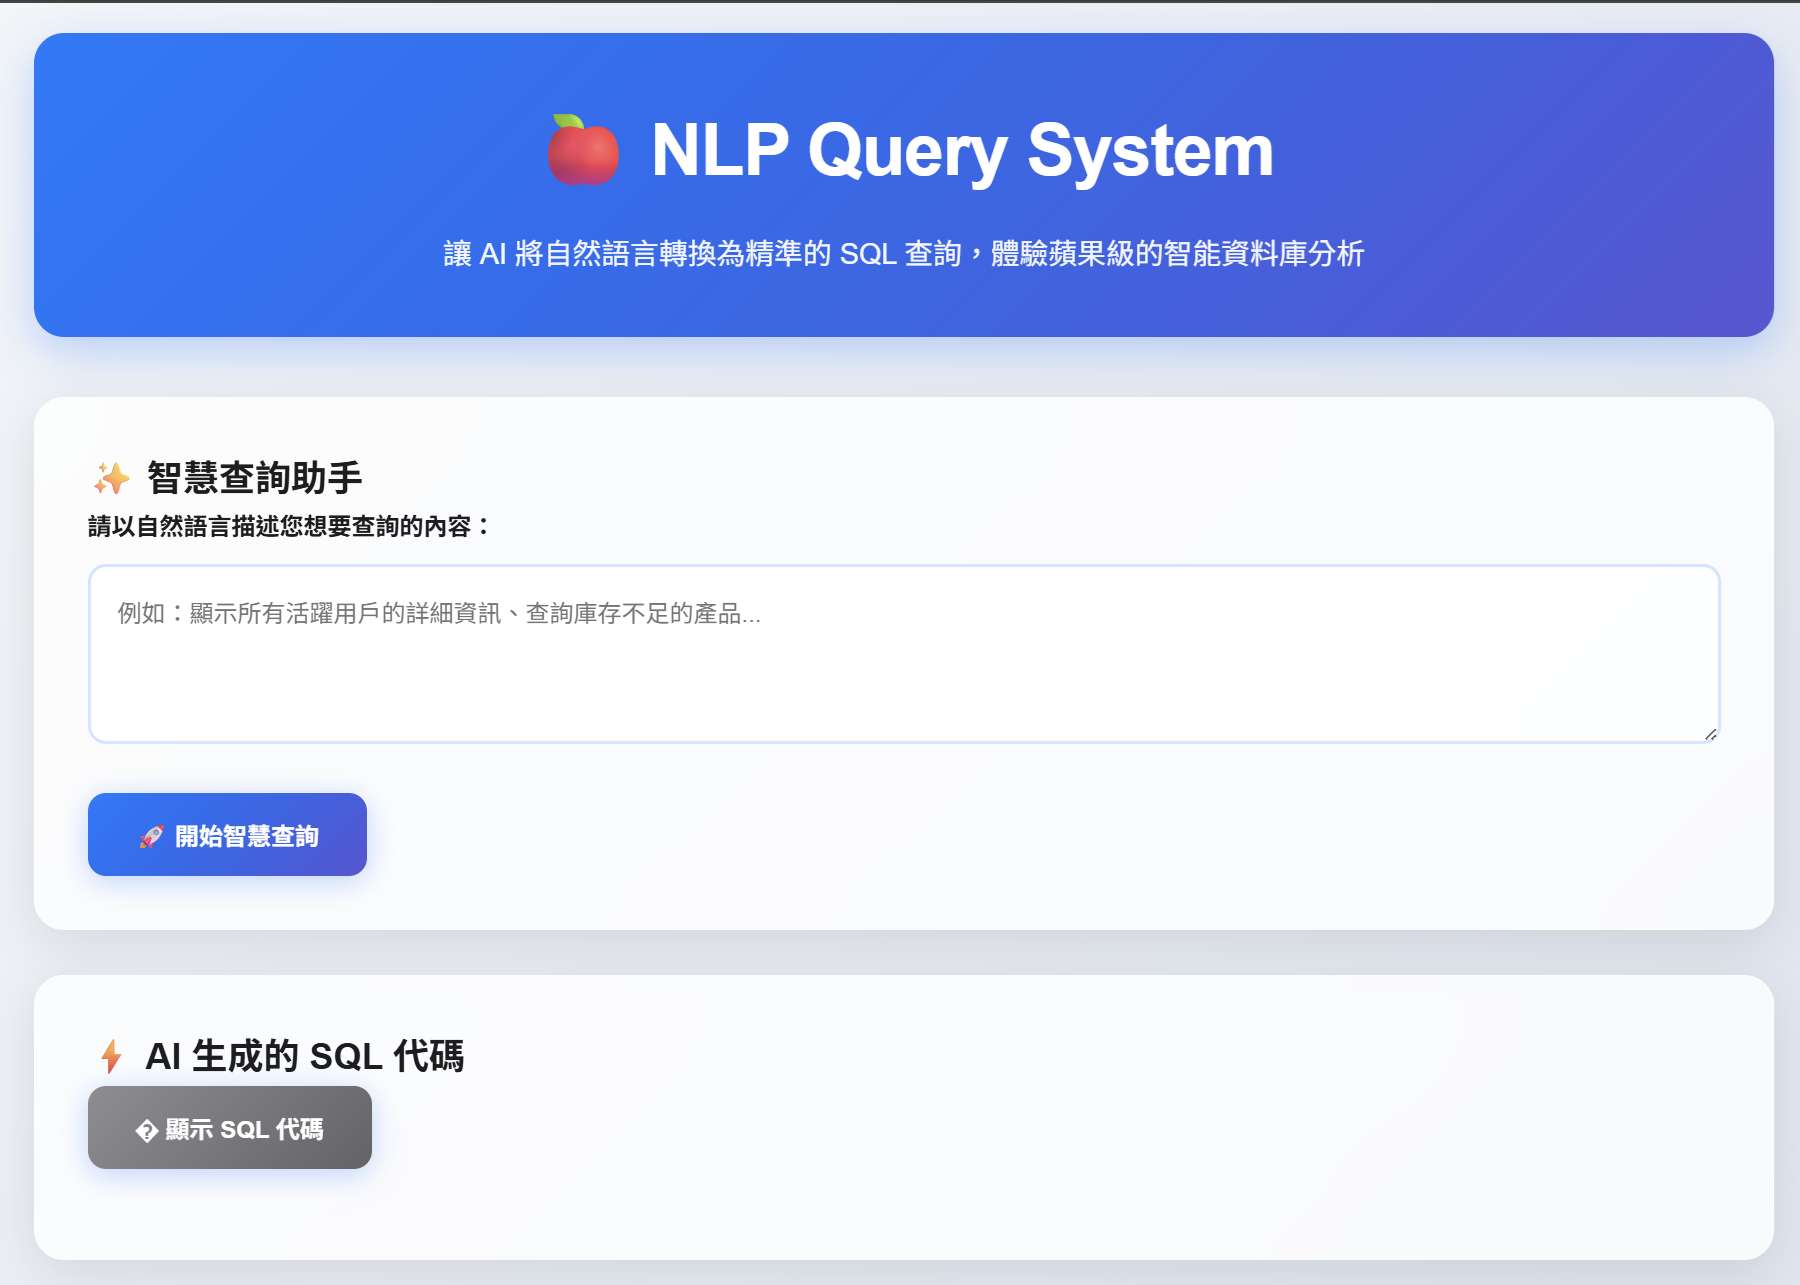 🍎 NLP Query System
讓 AI 將自然語言轉換為精準的 SQL 查詢，體驗蘋果級的智能資料庫分析
✨ 智慧查詢助手
請以自然語言描述您想要查詢的內容：
例如：顯示所有活躍用戶的詳細資訊、查詢庫存不足的產品...
🚀 開始智慧查詢
⚡ AI 生成的 SQL 代碼
� 顯示 SQL 代碼